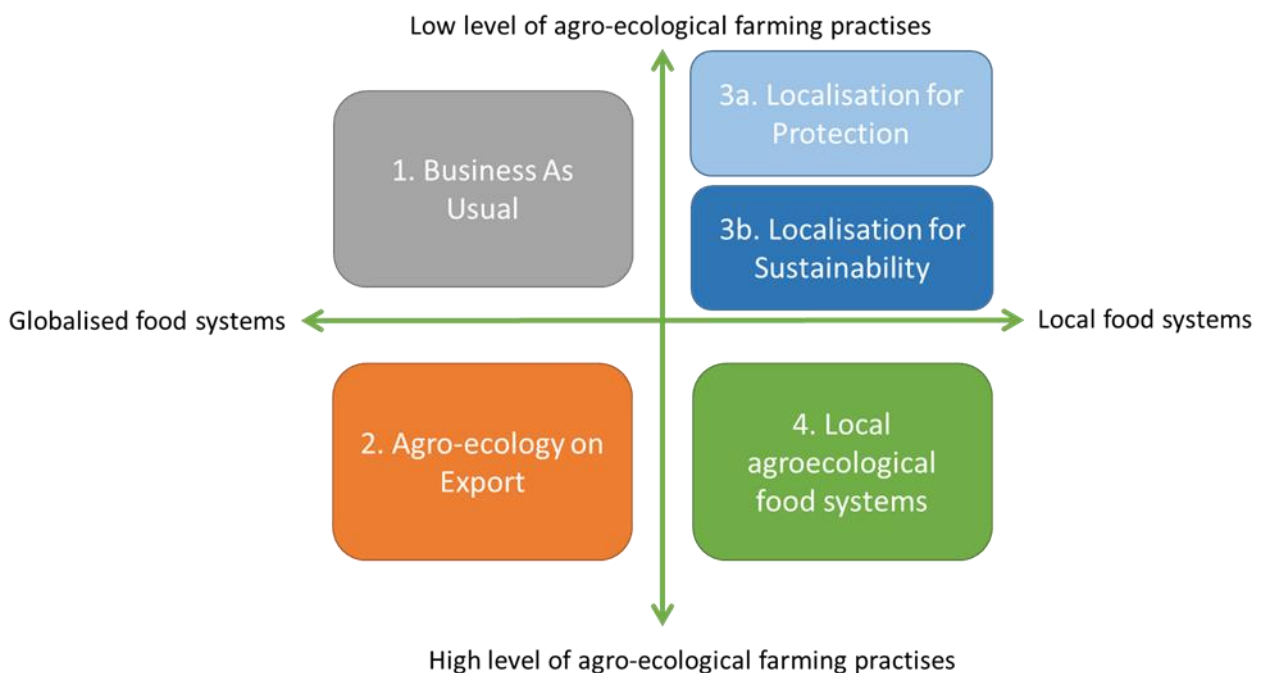 Low level of agro-ecological farming practises
3a. Localisation for
Protection
1. Business As
Usual
3b. Localisation for
Sustainability
Globalised food systems
Local food systems
2. Agro-ecology on
Export
4. Local
agroecological
food systems
High level of agro-ecological farming practises